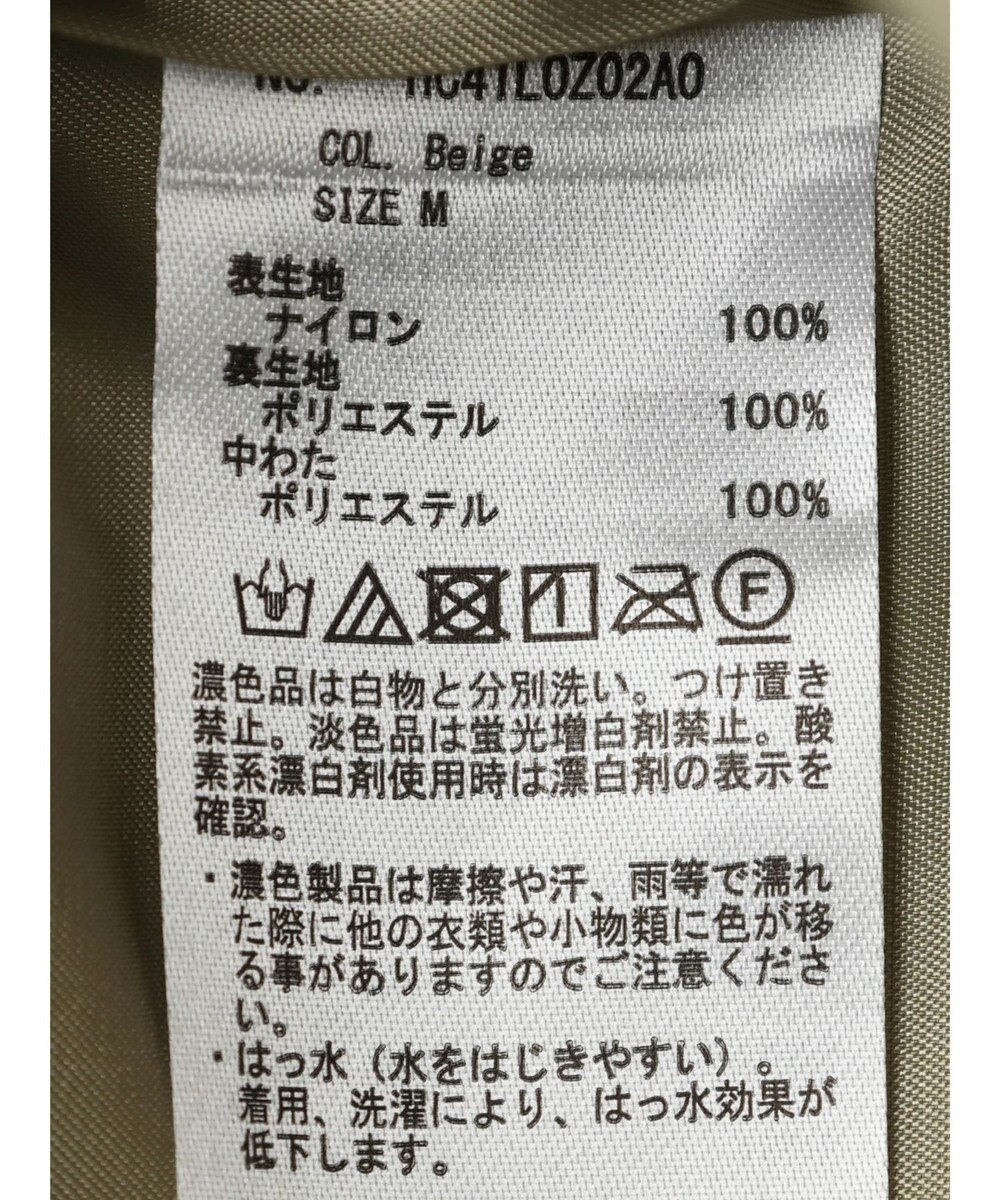 COL. Beige
SIZE M
表生地
ナイロン 100%
裏生地
ポリエステル 100%
中わた
ポリエステル 100%
F
濃色品は白物と分別洗い。つけ置き
禁止。淡色品は蛍光増白剤禁止。酸
素系漂白剤使用時は漂白剤の表示を
確認。
・濃色製品は摩擦や汗、雨等で濡れ
た際に他の衣類や小物類に色が移
る事がありますのでご注意くださ
い。
・はっ水（水をはじきやすい）。
着用、洗濯により、はっ水効果が
低下します。